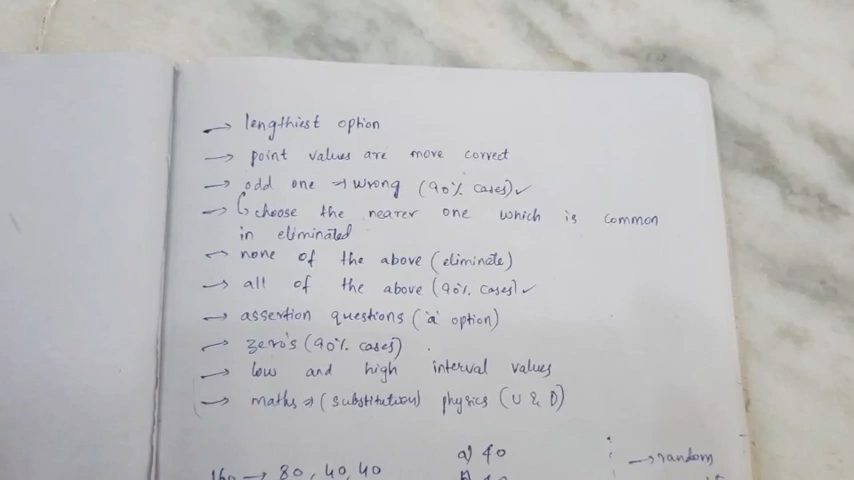 → lengthiest option
→ point values are more correct
→ odd one ⇒ wrong (90% cases) ✓
→ choose the nearer one which is common
in eliminated
→ none of the above (eliminate)
→ all of the above (90% cases) ✓
→ assertion questions ('a' option)
→ zero's (90% cases)
→ low and high interval values
→ maths ⇒ (substitution) physics (U & D)
a) 40
160 → 80, 40, 40
→ random